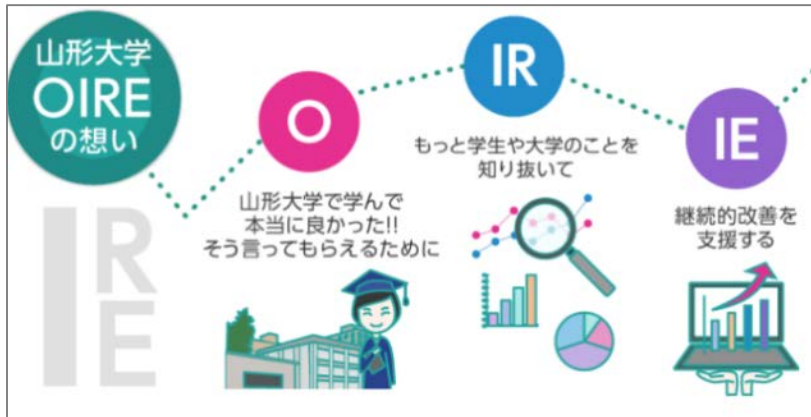 山形大学
OIRE
の想い
IR
E
O
山形大学で学んで
本当に良かった!!
そう言ってもらえるために
IR
もっと学生や大学のことを
知り抜いて
IE
継続的改善を
支援する